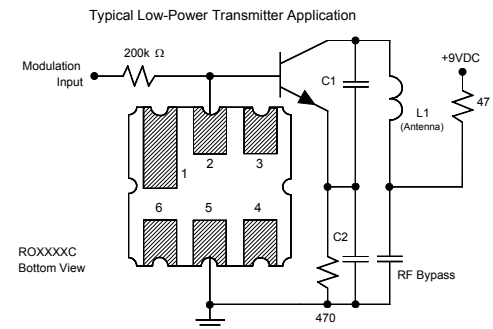 Typical Low-Power Transmitter Application
200k Ω
Modulation
Input
C1
+9VDC
47
L1
(Antenna)
1
2
3
6
5
4
ROXXXXC
Bottom View
C2
RF Bypass
470